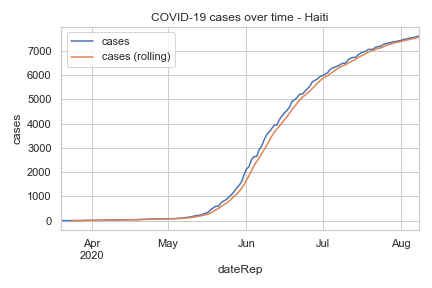 COVID-19 cases over time - Haiti
cases
cases (rolling)
7000
6000
5000
4000
3000
2000
1000
0
cases
Apr
2020
May
Jun
Jul
Aug
dateRep